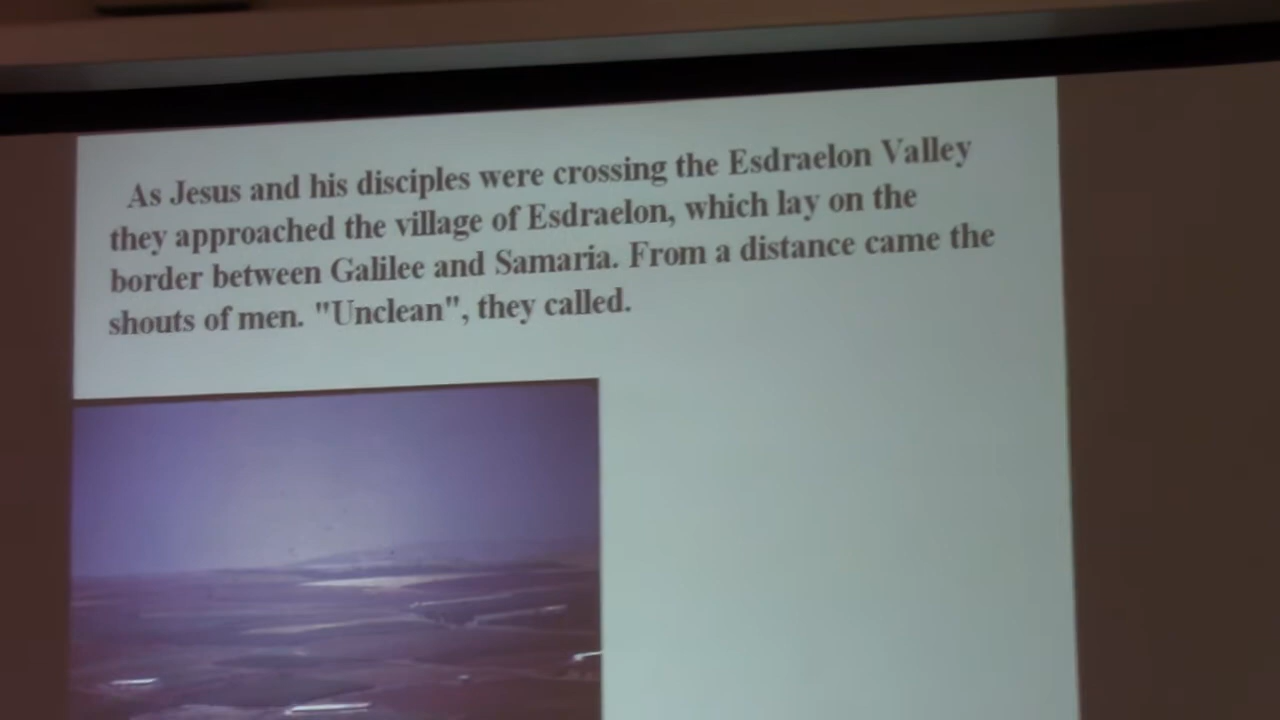 As Jesus and his disciples were crossing the Esdraelon Valley
they approached the village of Esdraelon, which lay on the
border between Galilee and Samaria. From a distance came the
shouts of men. "Unclean", they called.